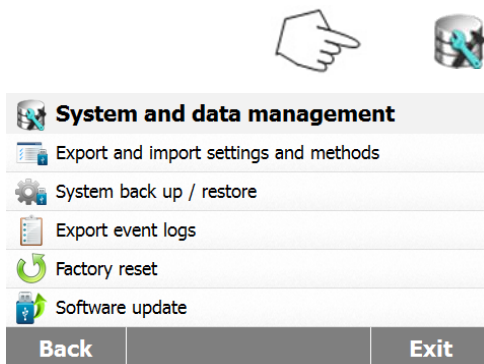 System and data management
Export and import settings and methods
System back up / restore
Export event logs
Factory reset
Software update
Back
Exit